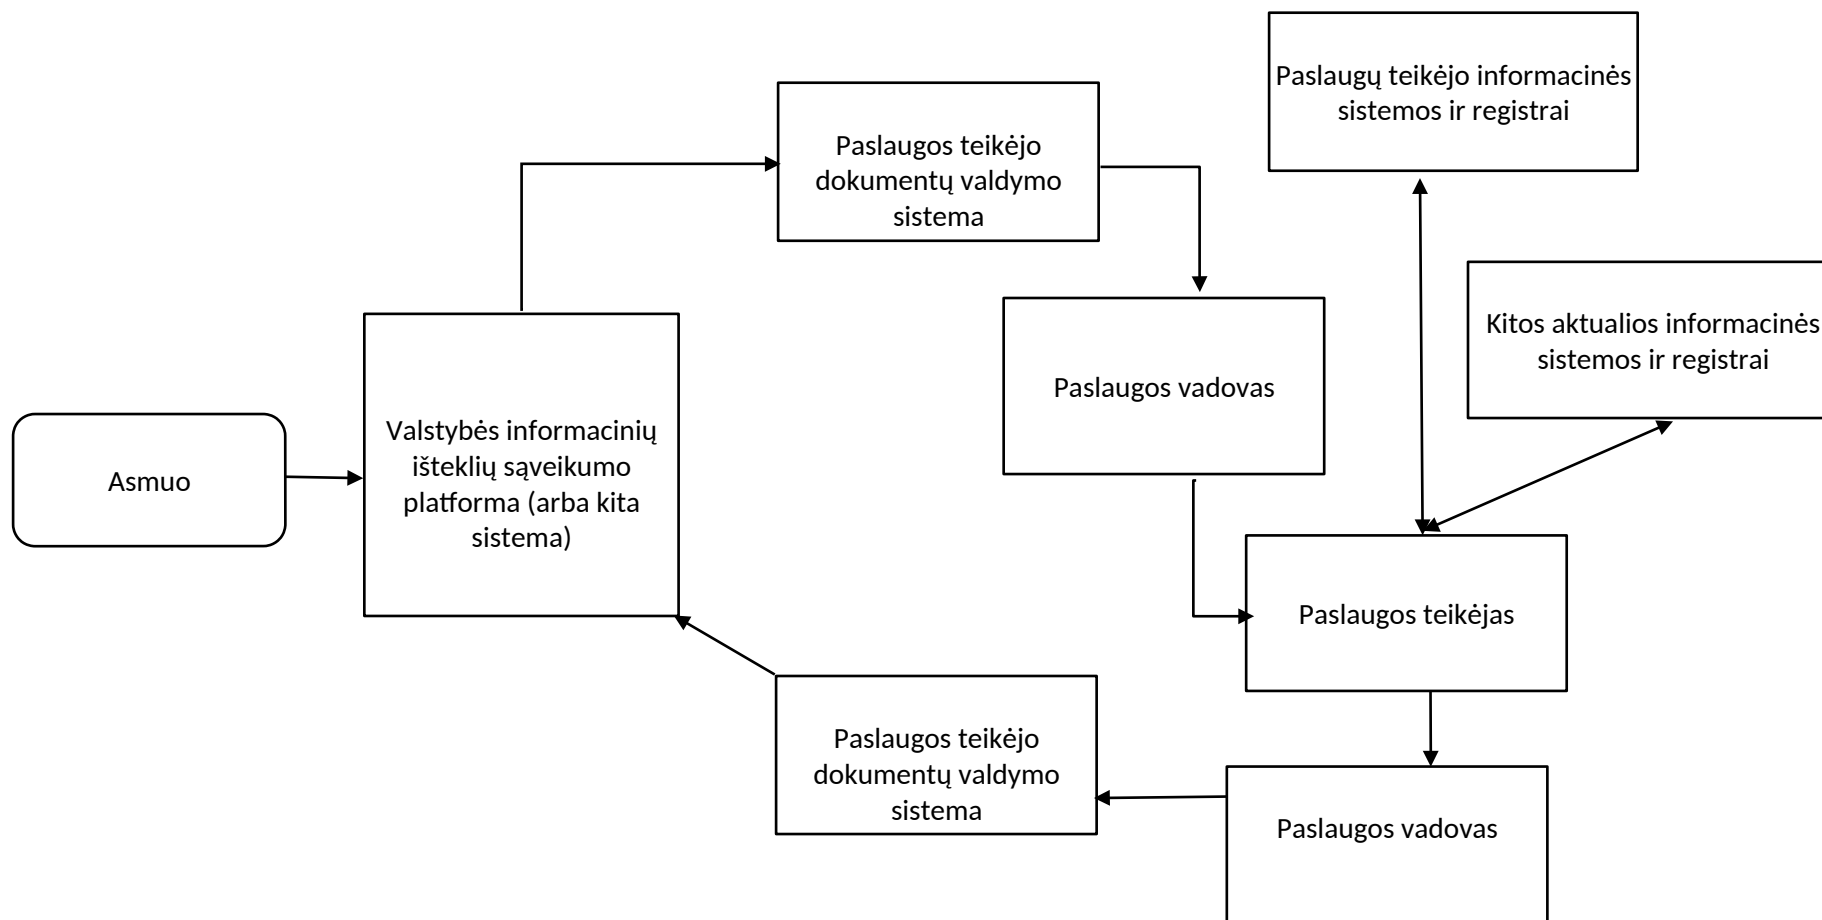 Paslaugų teikėjo informacinės
sistemos ir registrai
Paslaugos teikėjo
dokumentų valdymo
sistema
Kitos aktualios informacinės
sistemos ir registrai
Paslaugos vadovas
Valstybės informacinių
išteklių sąveikumo
platforma (arba kita
sistema)
Asmuo
Paslaugos teikėjas
Paslaugos teikėjo
dokumentų valdymo
sistema
Paslaugos vadovas